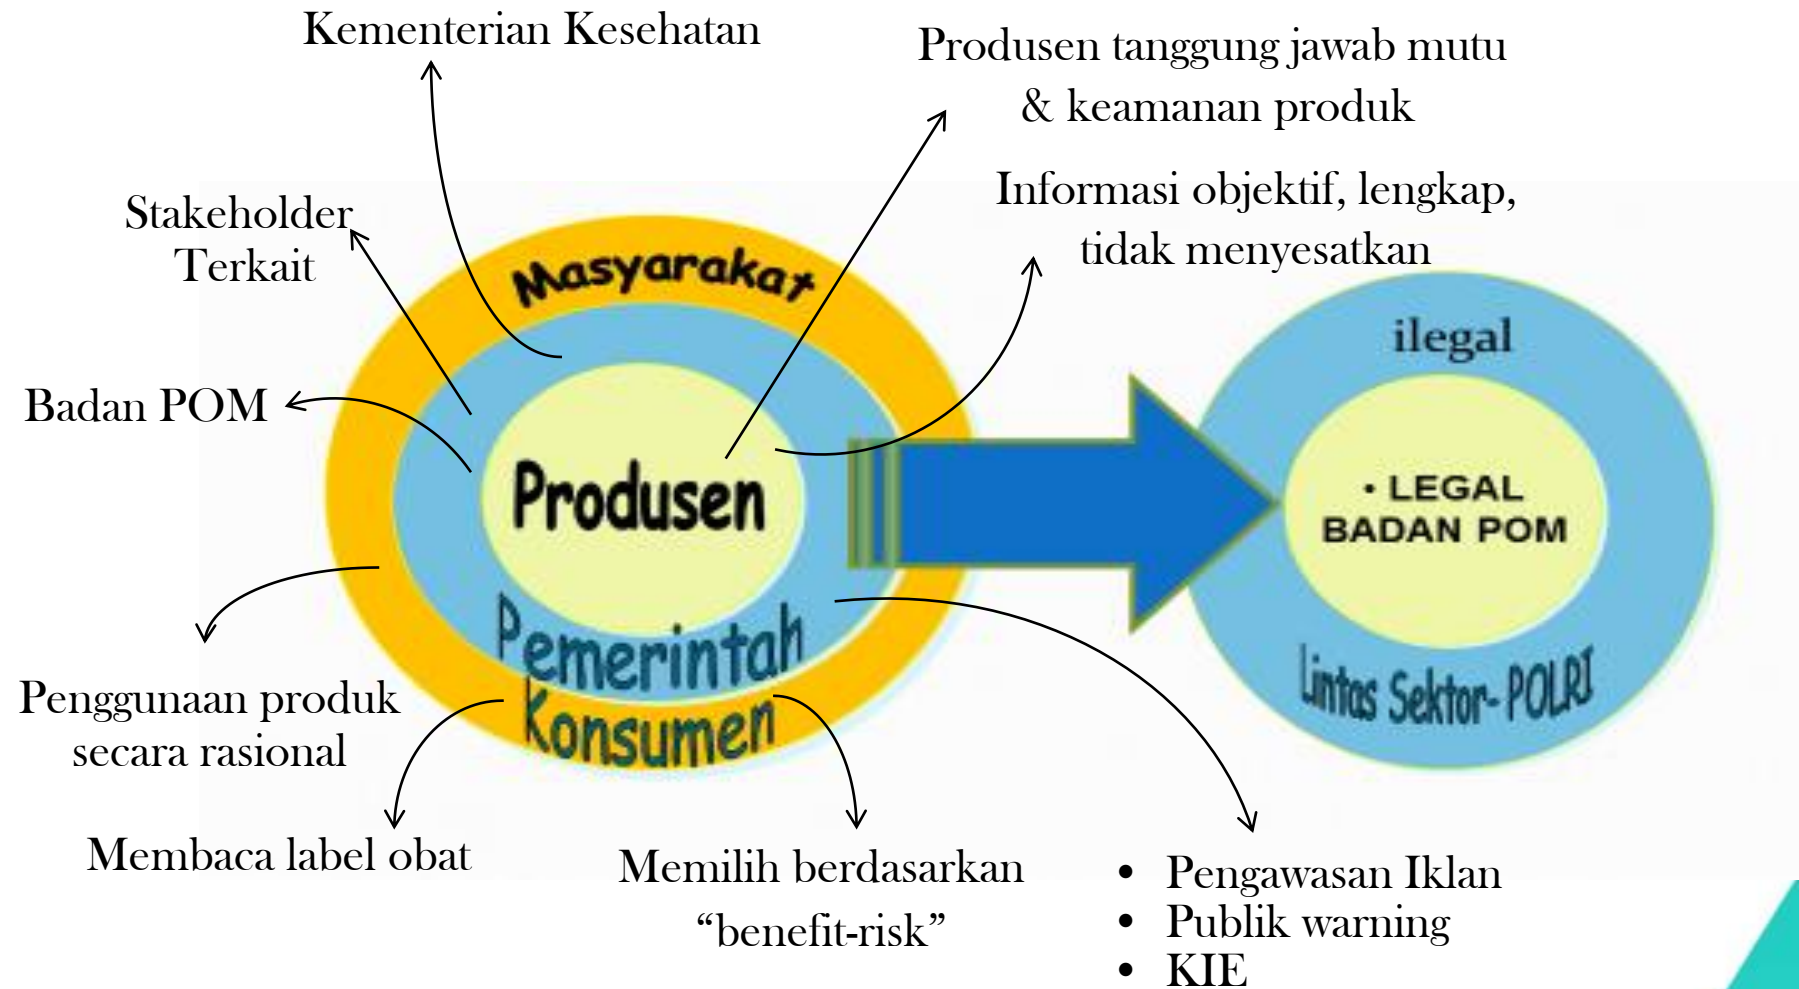 Kementerian Kesehatan
Produsen tanggung jawab mutu
& keamanan produk
Informasi objektif, lengkap,
tidak menyesatkan
Stakeholder
Terkait
Badan POM
Masyarakat
Produsen
Pemerintah
Konsumen
ilegal
• LEGAL
BADAN POM
Lintas Sektor- POLRI
Penggunaan produk
secara rasional
Membaca label obat
Memilih berdasarkan
“benefit-risk”
• Pengawasan Iklan
• Publik warning
• KIE